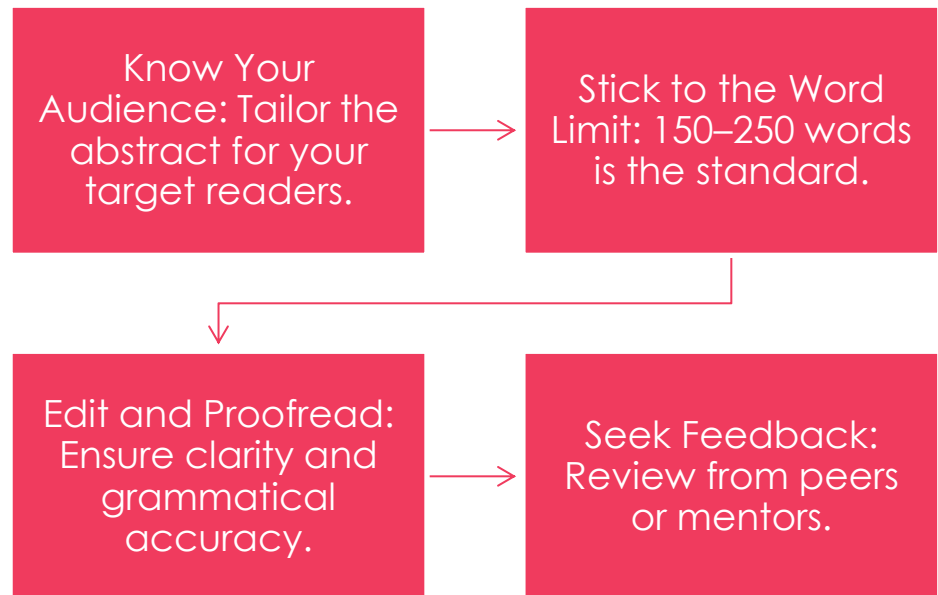 Know Your
Audience: Tailor the
abstract for your
target readers.
Stick to the Word
Limit: 150–250 words
is the standard.
Edit and Proofread:
Ensure clarity and
grammatical
accuracy.
Seek Feedback:
Review from peers
or mentors.